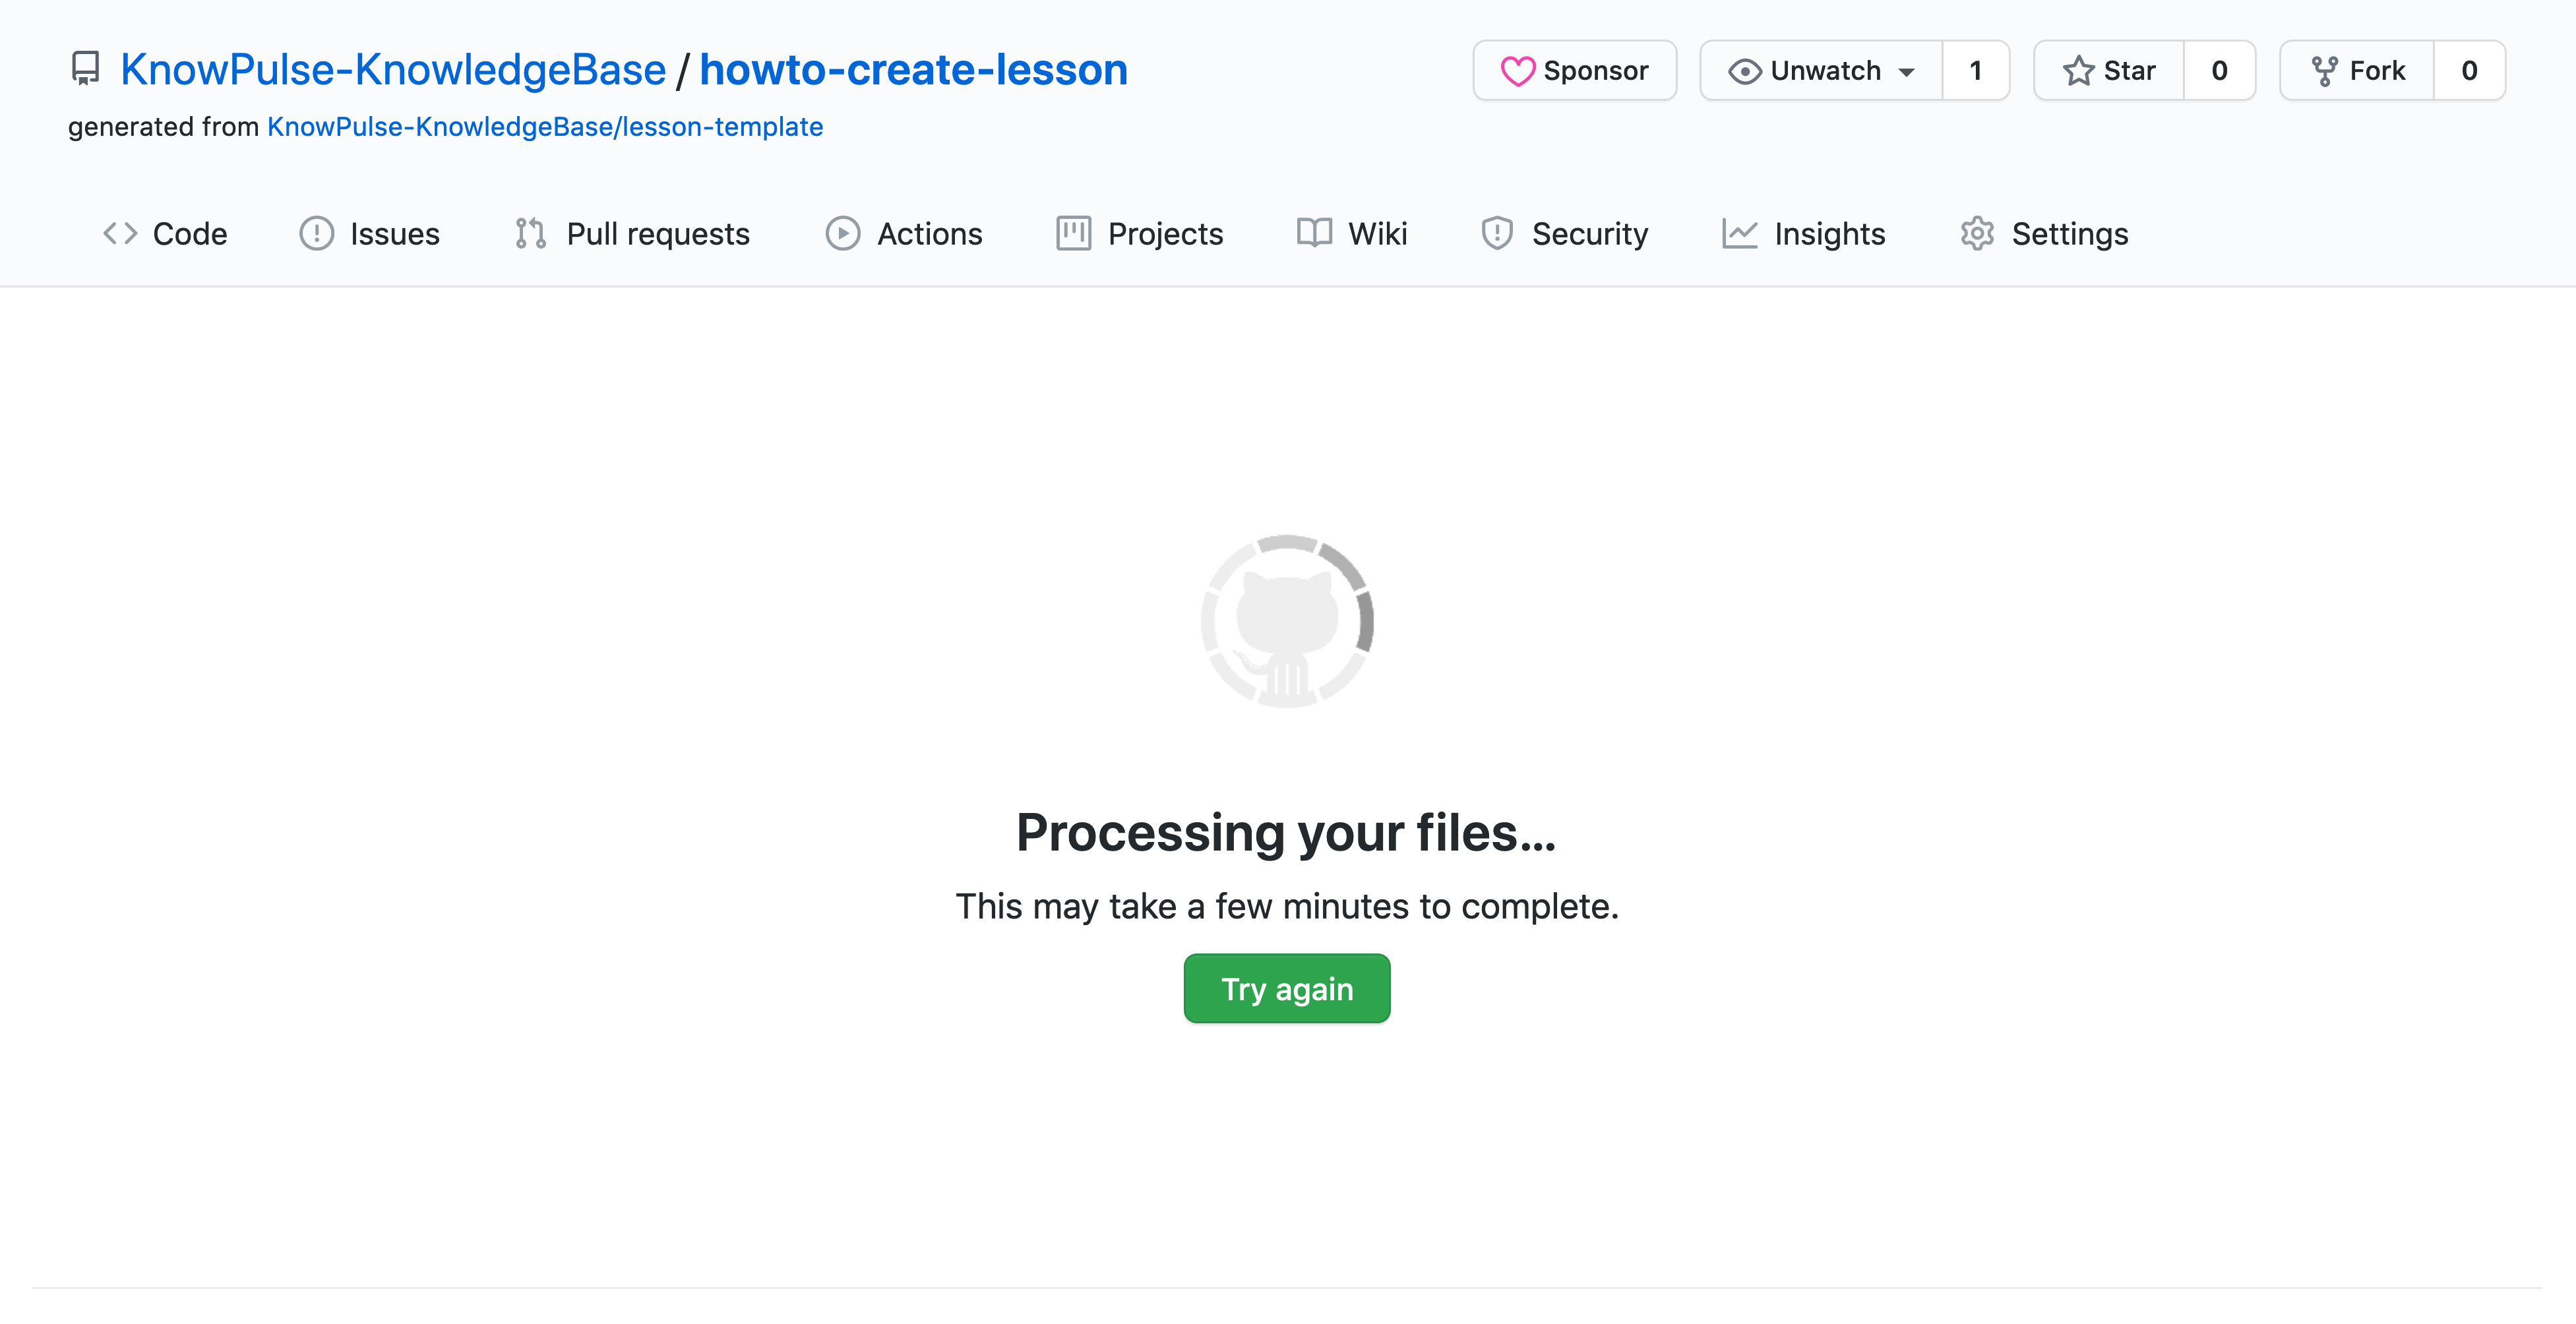 KnowPulse-KnowledgeBase / howto-create-lesson
Sponsor
Unwatch 1
Star 0
Fork 0
generated from KnowPulse-KnowledgeBase/lesson-template
Code
Issues
Pull requests
Actions
Projects
Wiki
Security
Insights
Settings
Processing your files...
This may take a few minutes to complete.
Try again